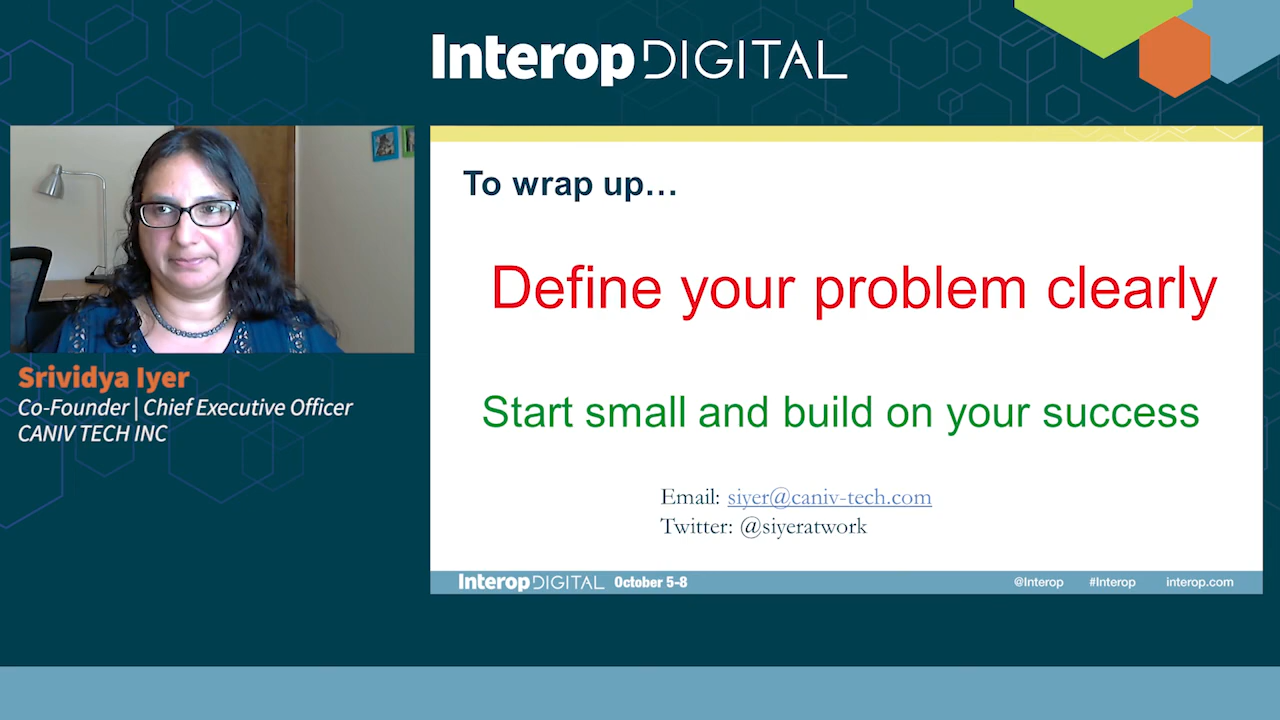 Interop DIGITAL
Srividya Iyer
Co-Founder | Chief Executive Officer
CANIV TECH INC
To wrap up...
Define your problem clearly
Start small and build on your success
Email: siyer@caniv-tech.com
Twitter: @siyeratwork
Interop DIGITAL October 5-8 @Interop #Interop interop.com